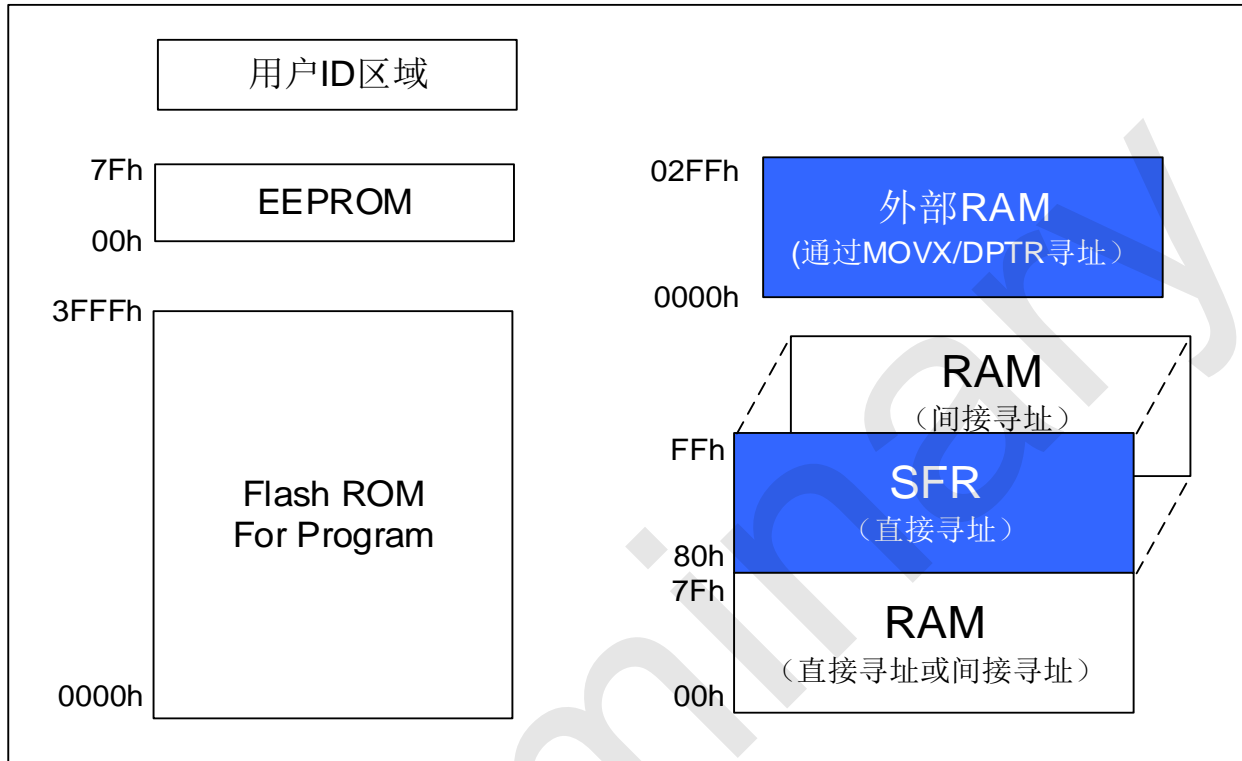 用户ID区域
7Fh
EEPROM
00h
3FFFh
Flash ROM
For Program
0000h
02FFh
外部RAM
(通过MOVX/DPTR寻址）
0000h
RAM
（间接寻址）
FFh
SFR
（直接寻址）
80h
7Fh
RAM
（直接寻址或间接寻址）
00h
minary